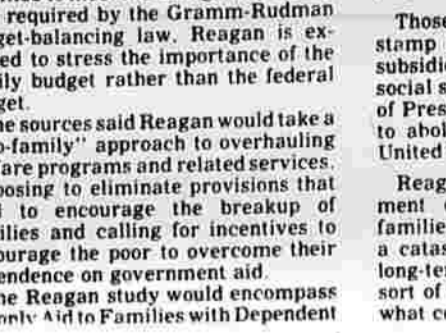 required by the Gramm-Rudman
get-balancing law. Reagan is ex-
ed to stress the importance of the
ily budget rather than the federal
get.
he sources said Reagan would take a
o-family" approach to overhauling
are programs and related services,
posing to eliminate provisions that
to encourage the breakup of
ilies and calling for incentives to
ourage the poor to overcome their
endence on government aid.
he Reagan study would encompass
only Aid to Families with Dependent
Those
stamp
subsidie
social s
of Pres
to abol
United
Reag
ment
familie
a catas
long-te
sort of
what c